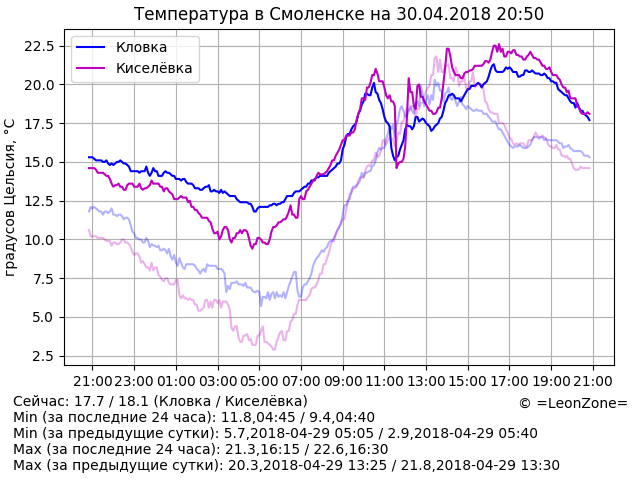 Температура в Смоленске на 30.04.2018 20:50
Кловка
Киселёвка
градусов Цельсия, °C
22.5
20.0
17.5
15.0
12.5
10.0
7.5
5.0
2.5
21:00 23:00 01:00 03:00 05:00 07:00 09:00 11:00 13:00 15:00 17:00 19:00 21:00
Сейчас: 17.7 / 18.1 (Кловка / Киселёвка)
© =LeonZone=
Min (за последние 24 часа): 11.8,04:45 / 9.4,04:40
Min (за предыдущие сутки): 5.7,2018-04-29 05:05 / 2.9,2018-04-29 05:40
Max (за последние 24 часа): 21.3,16:15 / 22.6,16:30
Max (за предыдущие сутки): 20.3,2018-04-29 13:25 / 21.8,2018-04-29 13:30